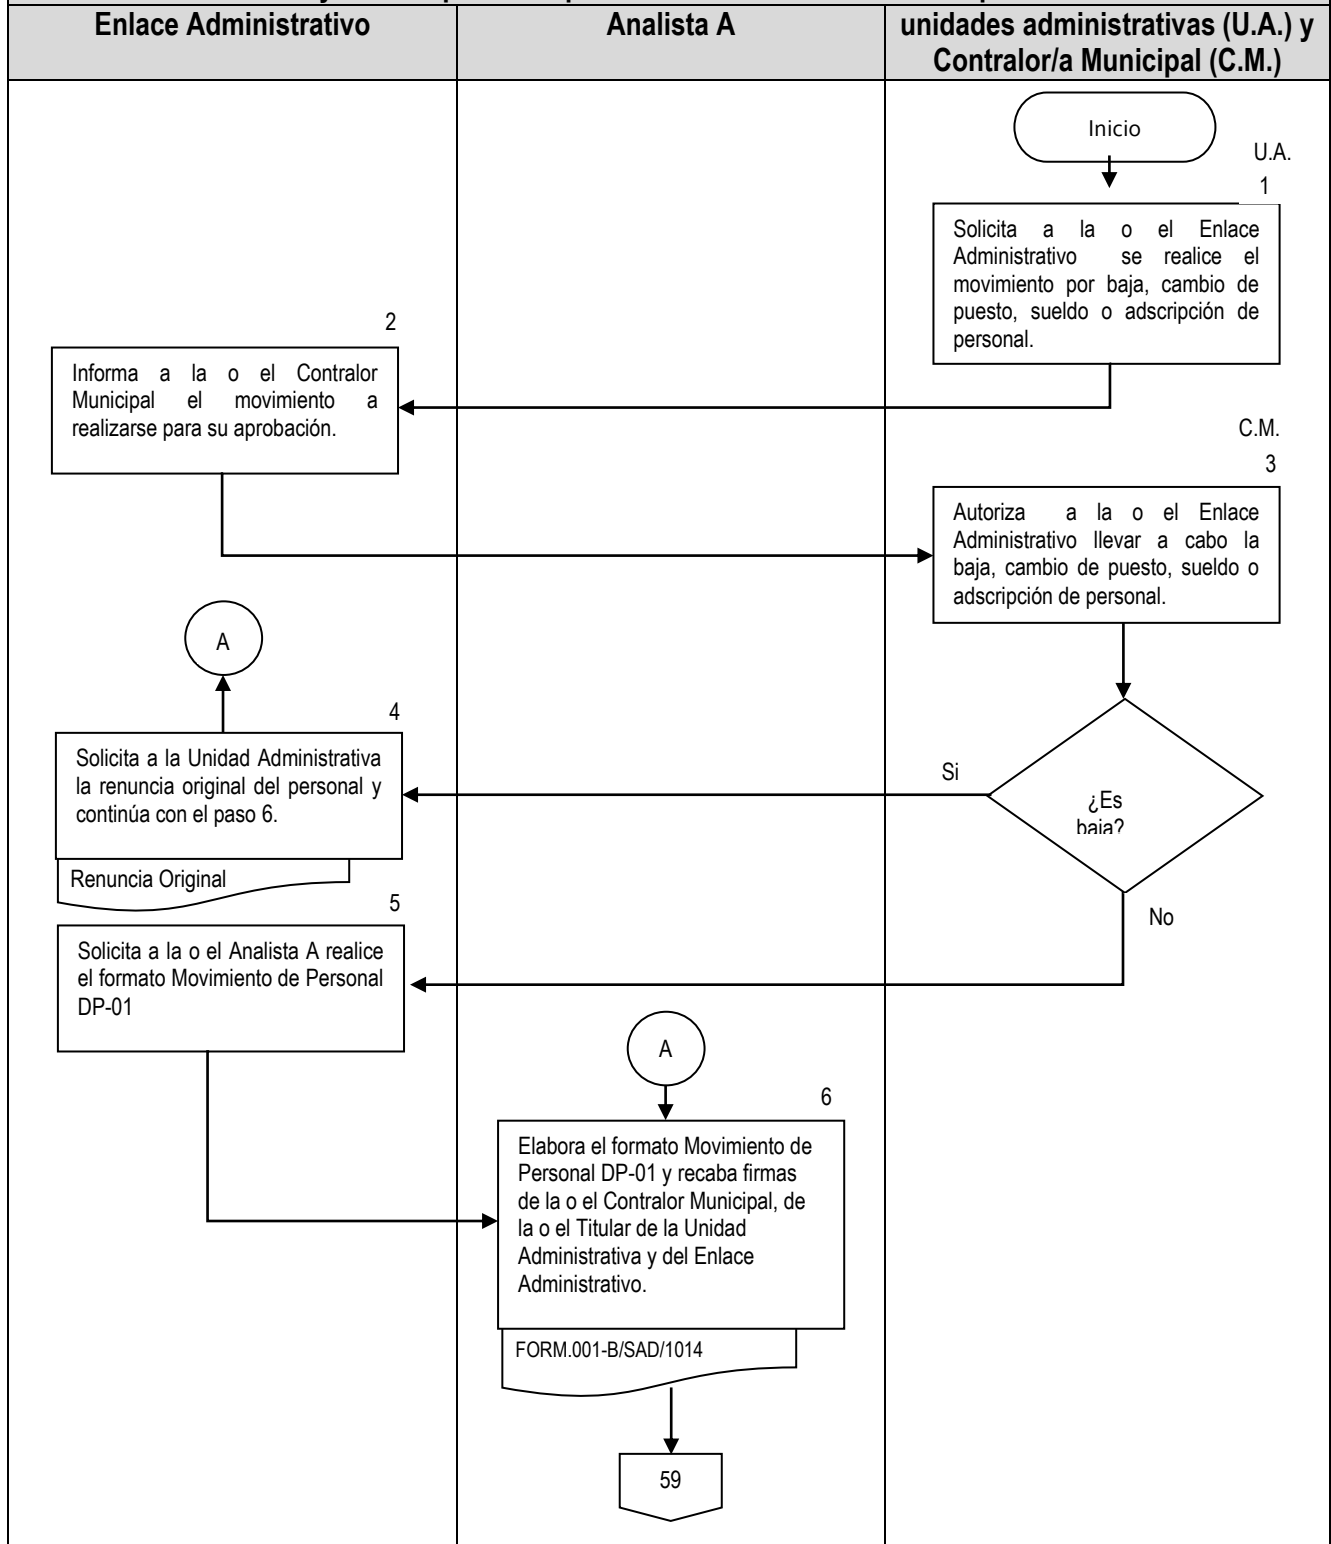 Enlace Administrativo
Analista A
unidades administrativas (U.A.) y
Contralor/a Municipal (C.M.)
Inicio
U.A.
1
Solicita a la o el Enlace
Administrativo se realice el
movimiento por baja, cambio de
puesto, sueldo o adscripción de
personal.
2
Informa a la o el Contralor
Municipal el movimiento a
realizarse para su aprobación.
C.M.
3
Autoriza a la o el Enlace
Administrativo llevar a cabo la
baja, cambio de puesto, sueldo o
adscripción de personal.
A
4
Solicita a la Unidad Administrativa
la renuncia original del personal y
continúa con el paso 6.
Renuncia Original
Si
¿Es
baja?
No
5
Solicita a la o el Analista A realice
el formato Movimiento de Personal
DP-01
A
6
Elabora el formato Movimiento de
Personal DP-01 y recaba firmas
de la o el Contralor Municipal, de
la o el Titular de la Unidad
Administrativa y del Enlace
Administrativo.
FORM.001-B/SAD/1014
59